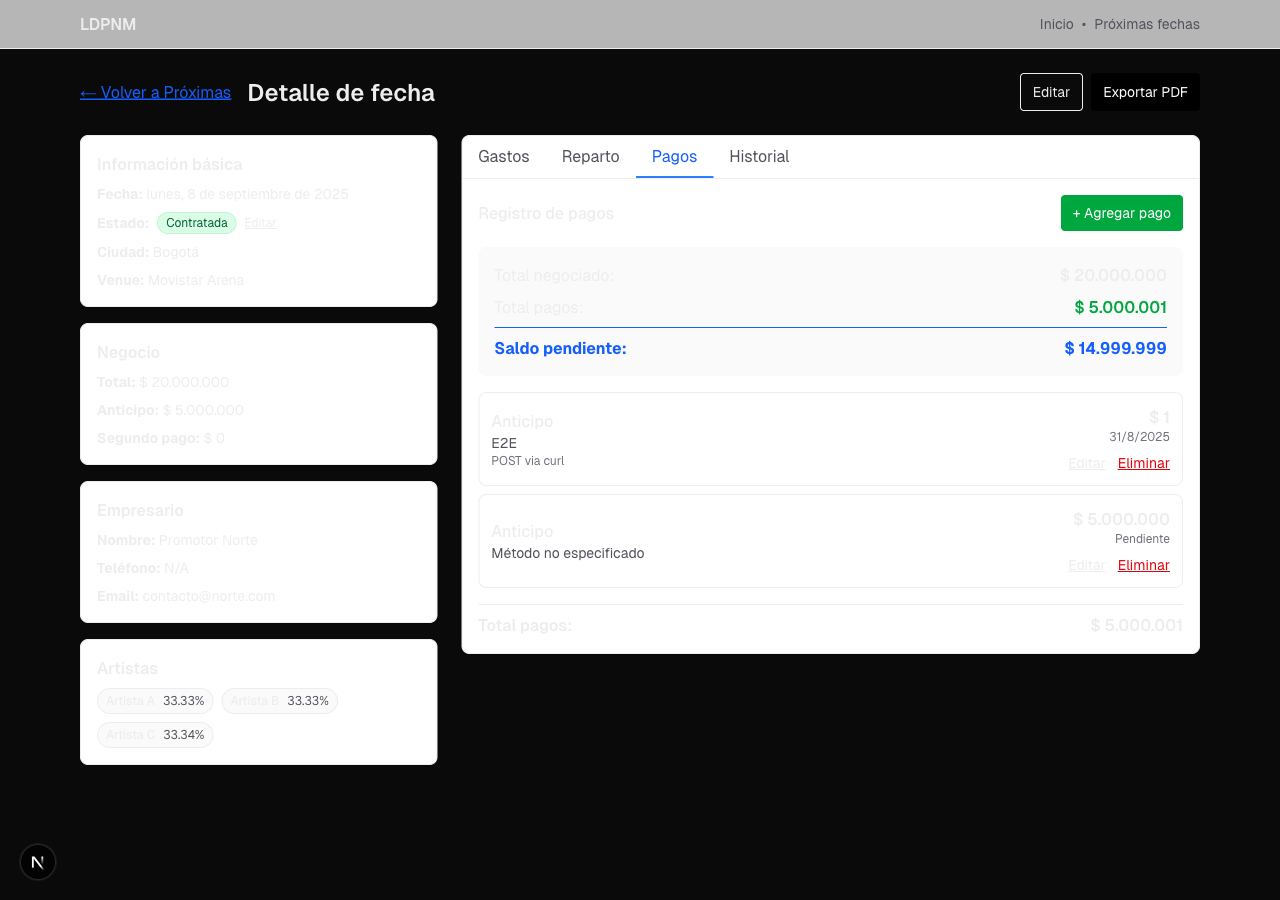 LDPNM
Inicio • Próximas fechas
← Volver a Próximas
Detalle de fecha
Editar
Exportar PDF
Información básica
Fecha: lunes, 8 de septiembre de 2025
Estado: Contratada Editar
Ciudad: Bogotá
Venue: Movistar Arena
Negocio
Total: $ 20.000.000
Anticipo: $ 5.000.000
Segundo pago: $ 0
Empresario
Nombre: Promotor Norte
Teléfono: N/A
Email: contacto@norte.com
Artistas
Artista A 33.33%
Artista B 33.33%
Artista C 33.34%
Gastos Reparto Pagos Historial
Registro de pagos
+ Agregar pago
Total negociado: $ 20.000.000
Total pagos: $ 5.000.001
Saldo pendiente: $ 14.999.999
Anticipo
E2E
POST via curl
$ 1
31/8/2025
Editar Eliminar
Anticipo
Método no especificado
$ 5.000.000
Pendiente
Editar Eliminar
Total pagos: $ 5.000.001
N